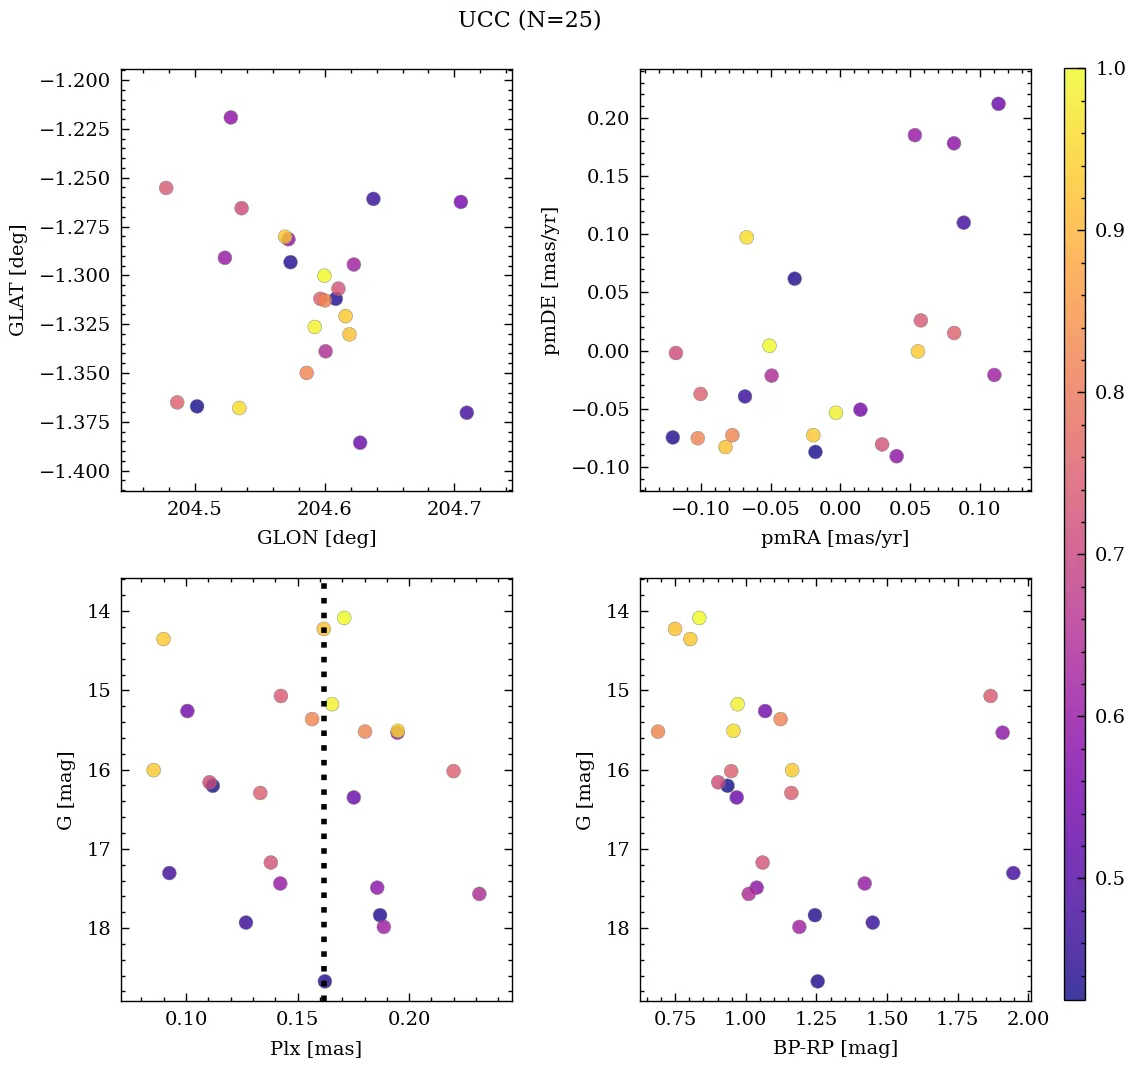 UCC (N=25)
−1.200
−1.225
−1.250
−1.275
−1.300
−1.325
−1.350
−1.375
−1.400
GLAT [deg]
204.5 204.6 204.7
GLON [deg]
0.20
0.15
0.10
0.05
0.00
−0.05
−0.10
pmDE [mas/yr]
−0.10 −0.05 0.00 0.05 0.10
pmRA [mas/yr]
14
15
16
17
18
G [mag]
0.10 0.15 0.20
Plx [mas]
14
15
16
17
18
G [mag]
0.75 1.00 1.25 1.50 1.75 2.00
BP-RP [mag]
1.0
0.9
0.8
0.7
0.6
0.5